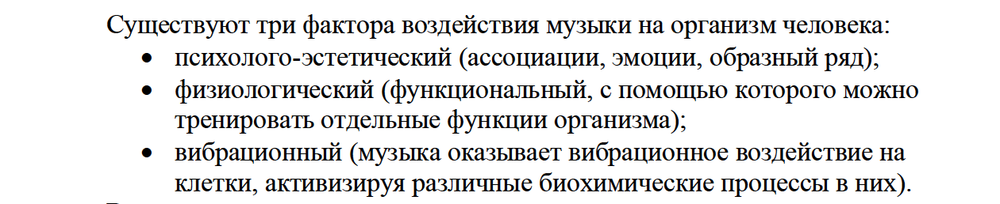 Существуют три фактора воздействия музыки на организм человека:
• психолого-эстетический (ассоциации, эмоции, образный ряд);
• физиологический (функциональный, с помощью которого можно
тренировать отдельные функции организма);
• вибрационный (музыка оказывает вибрационное воздействие на
клетки, активизируя различные биохимические процессы в них).